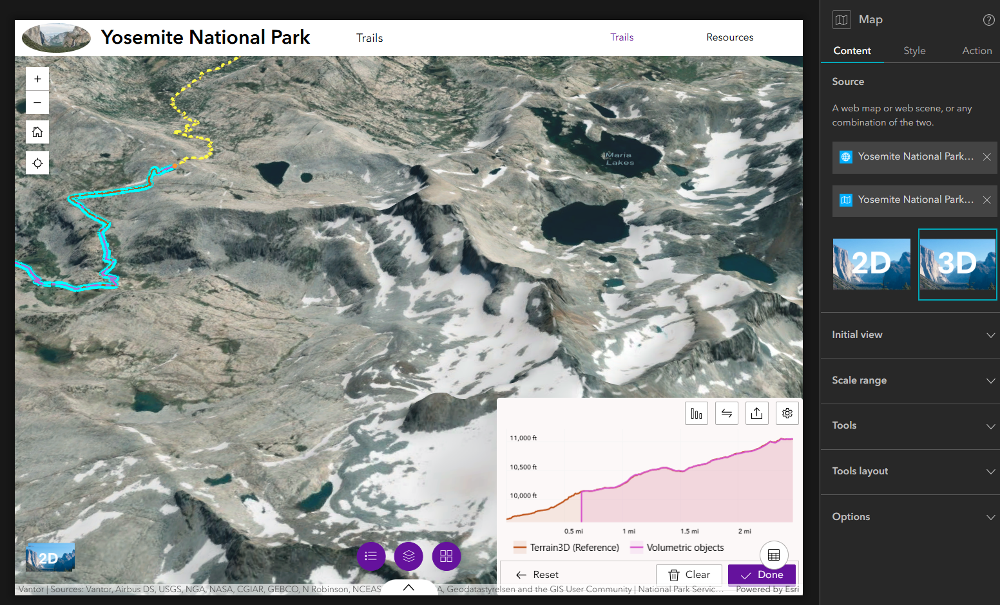 Yosemite National Park
Trails
Trails
Resources
Maria
Lakes
11,000 ft
10,500 ft
10,000 ft
0.5 mi
1 mi
1.5 mi
2 mi
Terrain3D (Reference)
Volumetric objects
Reset
Clear
Done
2D
Vantor | Sources: Vantor, Airbus DS, USGS, NGA, NASA, CGIAR, GEBCO, N Robinson, NCEAS
A, Geodatastyrelsen and the GIS User Community | National Park Servic...
Powered by Esri
Map
Content
Style
Action
Source
A web map or web scene, or any
combination of the two.
Yosemite National Park...
Yosemite National Park...
2D
3D
Initial view
Scale range
Tools
Tools layout
Options